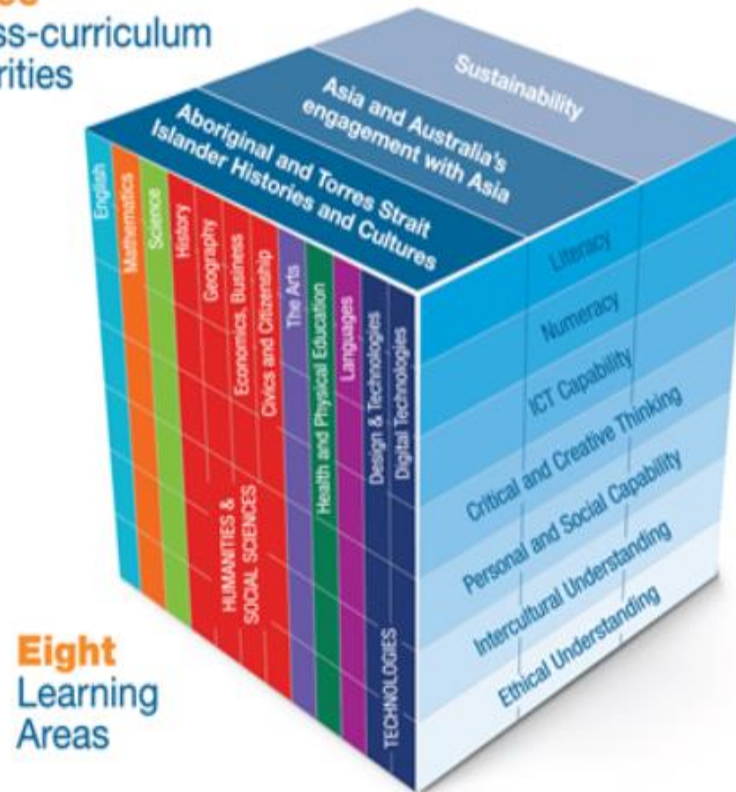 ss-curriculum
rities
Sustainability
Asia and Australia's
engagement with Asia
Aboriginal and Torres Strait
Islander Histories and Cultures
English
Mathematics
Science
History
Geography
Economics, Business
Civics and Citizenship
HUMANITIES &
SOCIAL SCIENCES
The Arts
Health and Physical Education
Languages
Design & Technologies
Digital Technologies
TECHNOLOGIES
Literacy
Numeracy
ICT Capability
Critical and Creative Thinking
Personal and Social Capability
Intercultural Understanding
Ethical Understanding
Eight
Learning
Areas